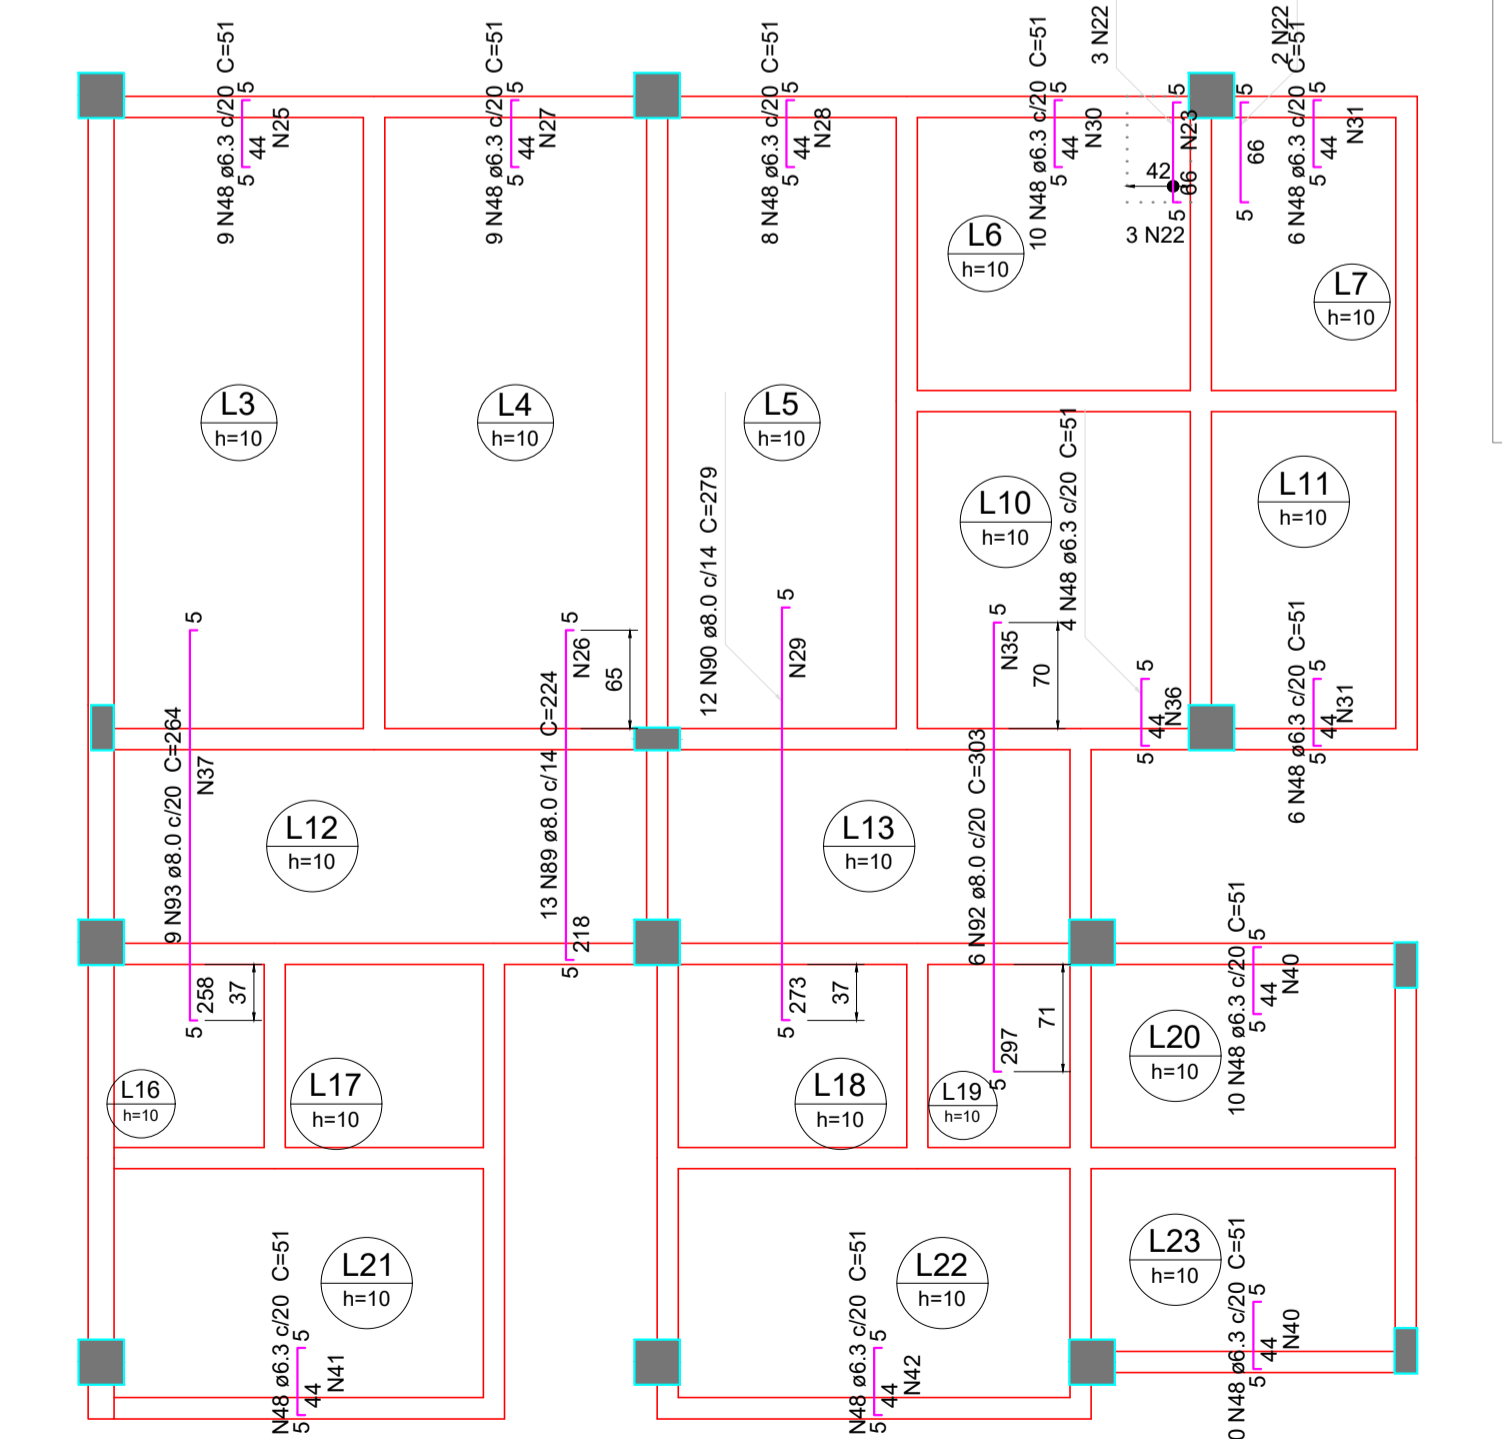 9 N48 ø6.3 c/20 C=51
5
44
5
N25
9 N48 ø6.3 c/20 C=51
5
44
5
N27
8 N48 ø6.3 c/20 C=51
5
44
5
N28
10 N48 ø6.3 c/20 C=51
5
44
5
N30
3 N22
5
N23
66
5
42
3 N22
2 N22
5
66
5
6 N48 ø6.3 c/20 C=51
5
44
5
N31
L6
h=10
L7
h=10
L3
h=10
L4
h=10
L5
h=10
L10
h=10
L11
h=10
12 N90 ø8.0 c/14 C=279
5
N29
273
5
37
4 N48 ø6.3 c/20 C=51
5
44
5
N36
6 N48 ø6.3 c/20 C=51
5
44
5
N31
9 N93 ø8.0 c/20 C=264
5
N37
258
5
37
13 N89 ø8.0 c/14 C=224
5
N26
65
218
5
6 N92 ø8.0 c/20 C=303
5
N35
70
297
5
71
L12
h=10
L13
h=10
10 N48 ø6.3 c/20 C=51
5
44
5
N40
L16
h=10
L17
h=10
L18
h=10
L19
h=10
L20
h=10
L21
h=10
L22
h=10
L23
h=10
N48 ø6.3 c/20 C=51
5
44
5
N41
N48 ø6.3 c/20 C=51
5
44
5
N42
0 N48 ø6.3 c/20 C=51
5
44
5
N40